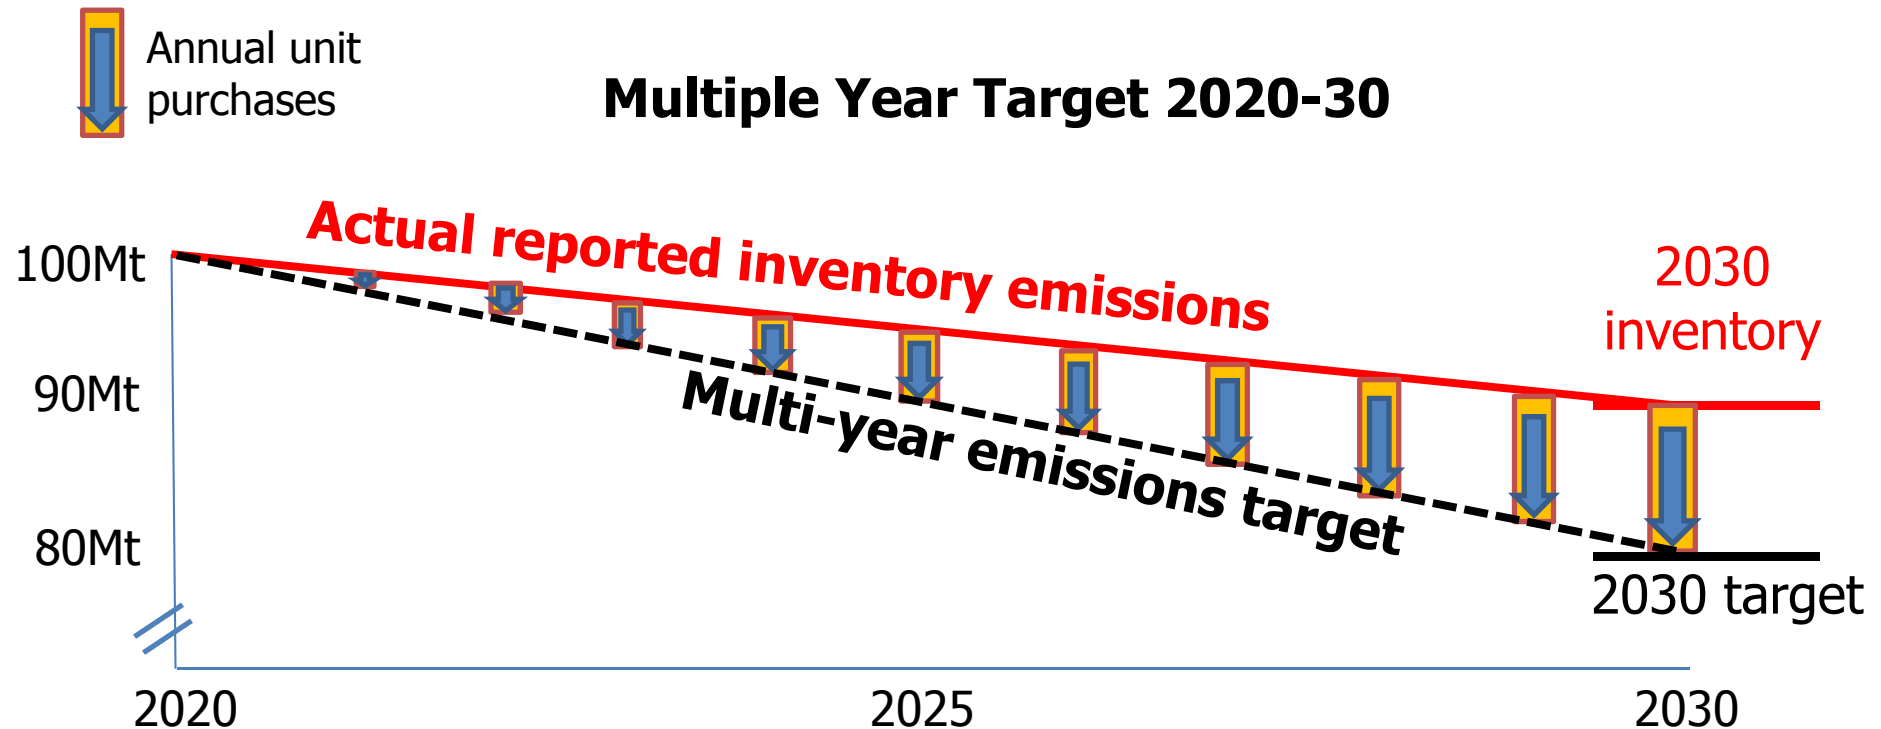 Annual unit
purchases
Multiple Year Target 2020-30
Actual reported inventory emissions
100Mt
2030
inventory
90Mt
Multi-year emissions target
80Mt
2030 target
2020
2025
2030